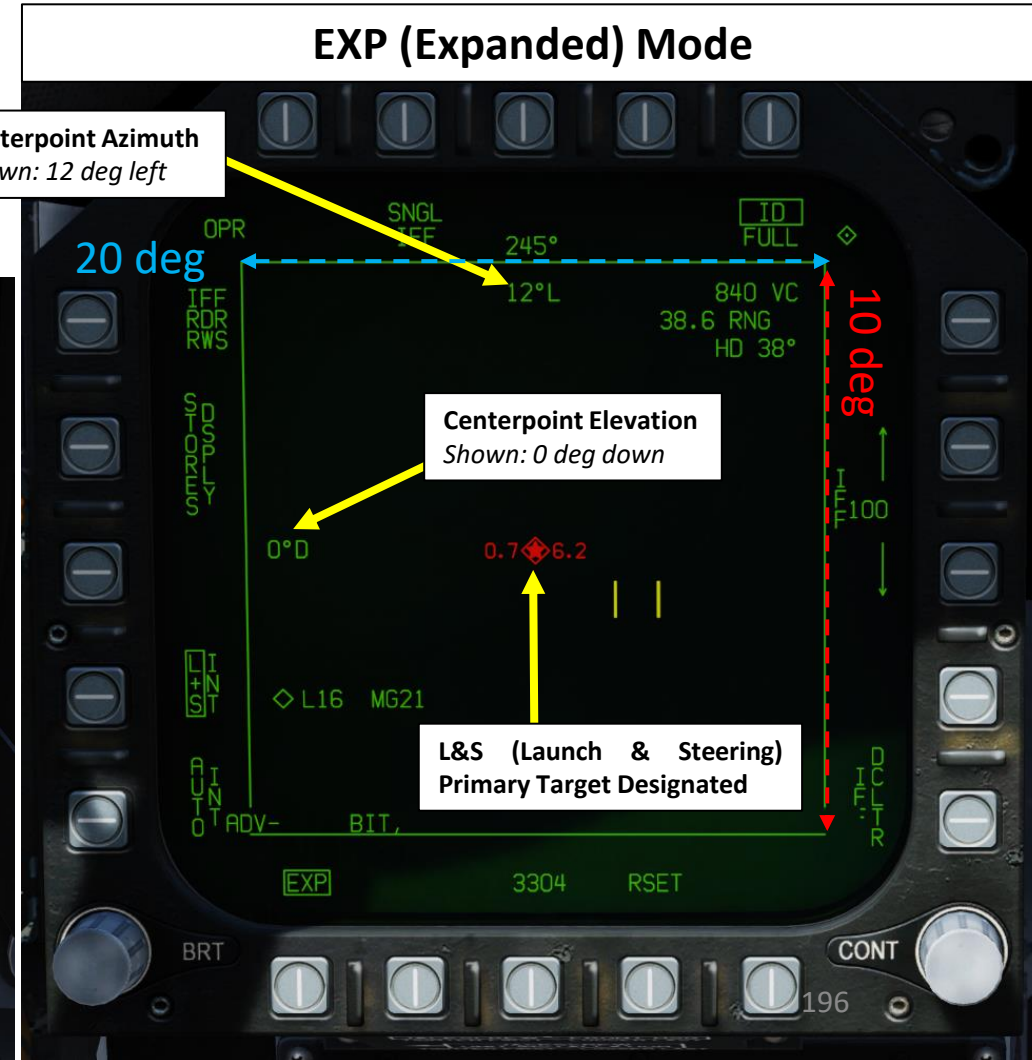 EXP (Expanded) Mode
terpoint Azimuth
wn: 12 deg left
OPR
SNGL
IFF
245°
ID
FULL
20 deg
12°L
840 VC
38.6 RNG
HD 38°
10 deg
IFF
RDR
RWS
STORES
DSPLY
Centerpoint Elevation
Shown: 0 deg down
IFF
100
0°D
0.7
6.2
L+S
INT
L16 MG21
L&S (Launch & Steering)
Primary Target Designated
AUTO
INT
DCLTR
ADV-
BIT,
EXP
3304
RSET
BRT
CONT
196